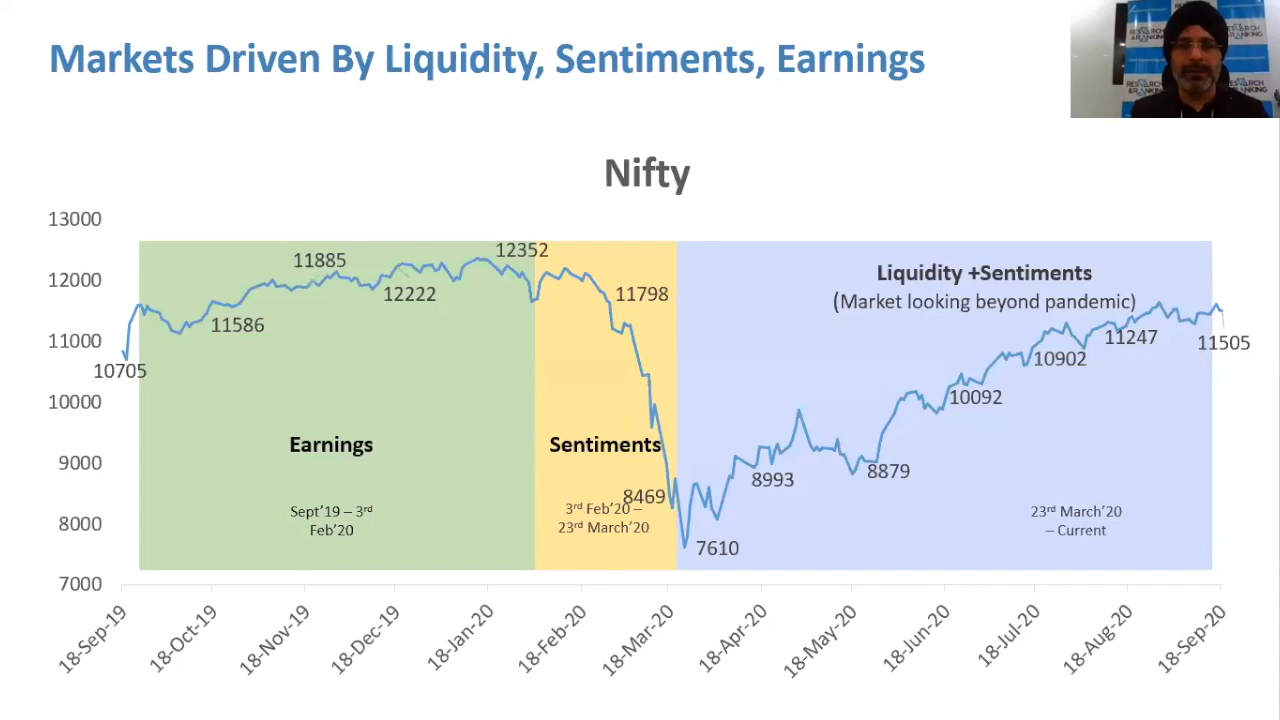 Markets Driven By Liquidity, Sentiments, Earnings
RESEARCH
&RANKING
Nifty
13000
12000
11000
10000
9000
8000
7000
10705
11586
11885
12222
12352
11798
8469
7610
8993
8879
10092
10902
11247
11505
Earnings
Sept'19 – 3rd
Feb'20
Sentiments
3rd Feb'20 –
23rd March'20
Liquidity +Sentiments
(Market looking beyond pandemic)
23rd March'20
– Current
18-Sep-19
18-Oct-19
18-Nov-19
18-Dec-19
18-Jan-20
18-Feb-20
18-Mar-20
18-Apr-20
18-May-20
18-Jun-20
18-Jul-20
18-Aug-20
18-Sep-20